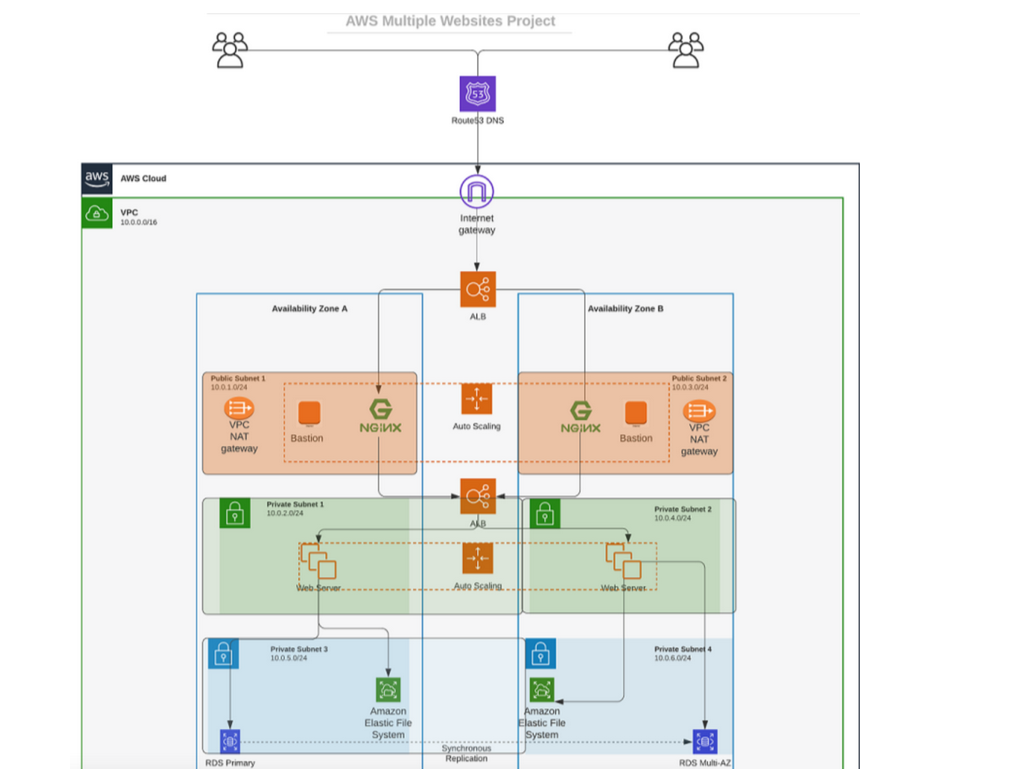 AWS Multiple Websites Project
53
Route53 DNS
aws
AWS Cloud
VPC
10.0.0.0/16
Internet
gateway
ALB
Availability Zone A
Availability Zone B
Public Subnet 1
10.0.1.0/24
Public Subnet 2
10.0.3.0/24
VPC
NAT
gateway
Bastion
NGiNX
Auto Scaling
NGiNX
Bastion
VPC
NAT
gateway
Private Subnet 1
10.0.2.0/24
ALB
Private Subnet 2
10.0.4.0/24
Web Server
Auto Scaling
Web Server
Private Subnet 3
10.0.5.0/24
Private Subnet 4
10.0.6.0/24
Amazon
Elastic File
System
Amazon
Elastic File
System
Synchronous
Replication
RDS Primary
RDS Multi-AZ